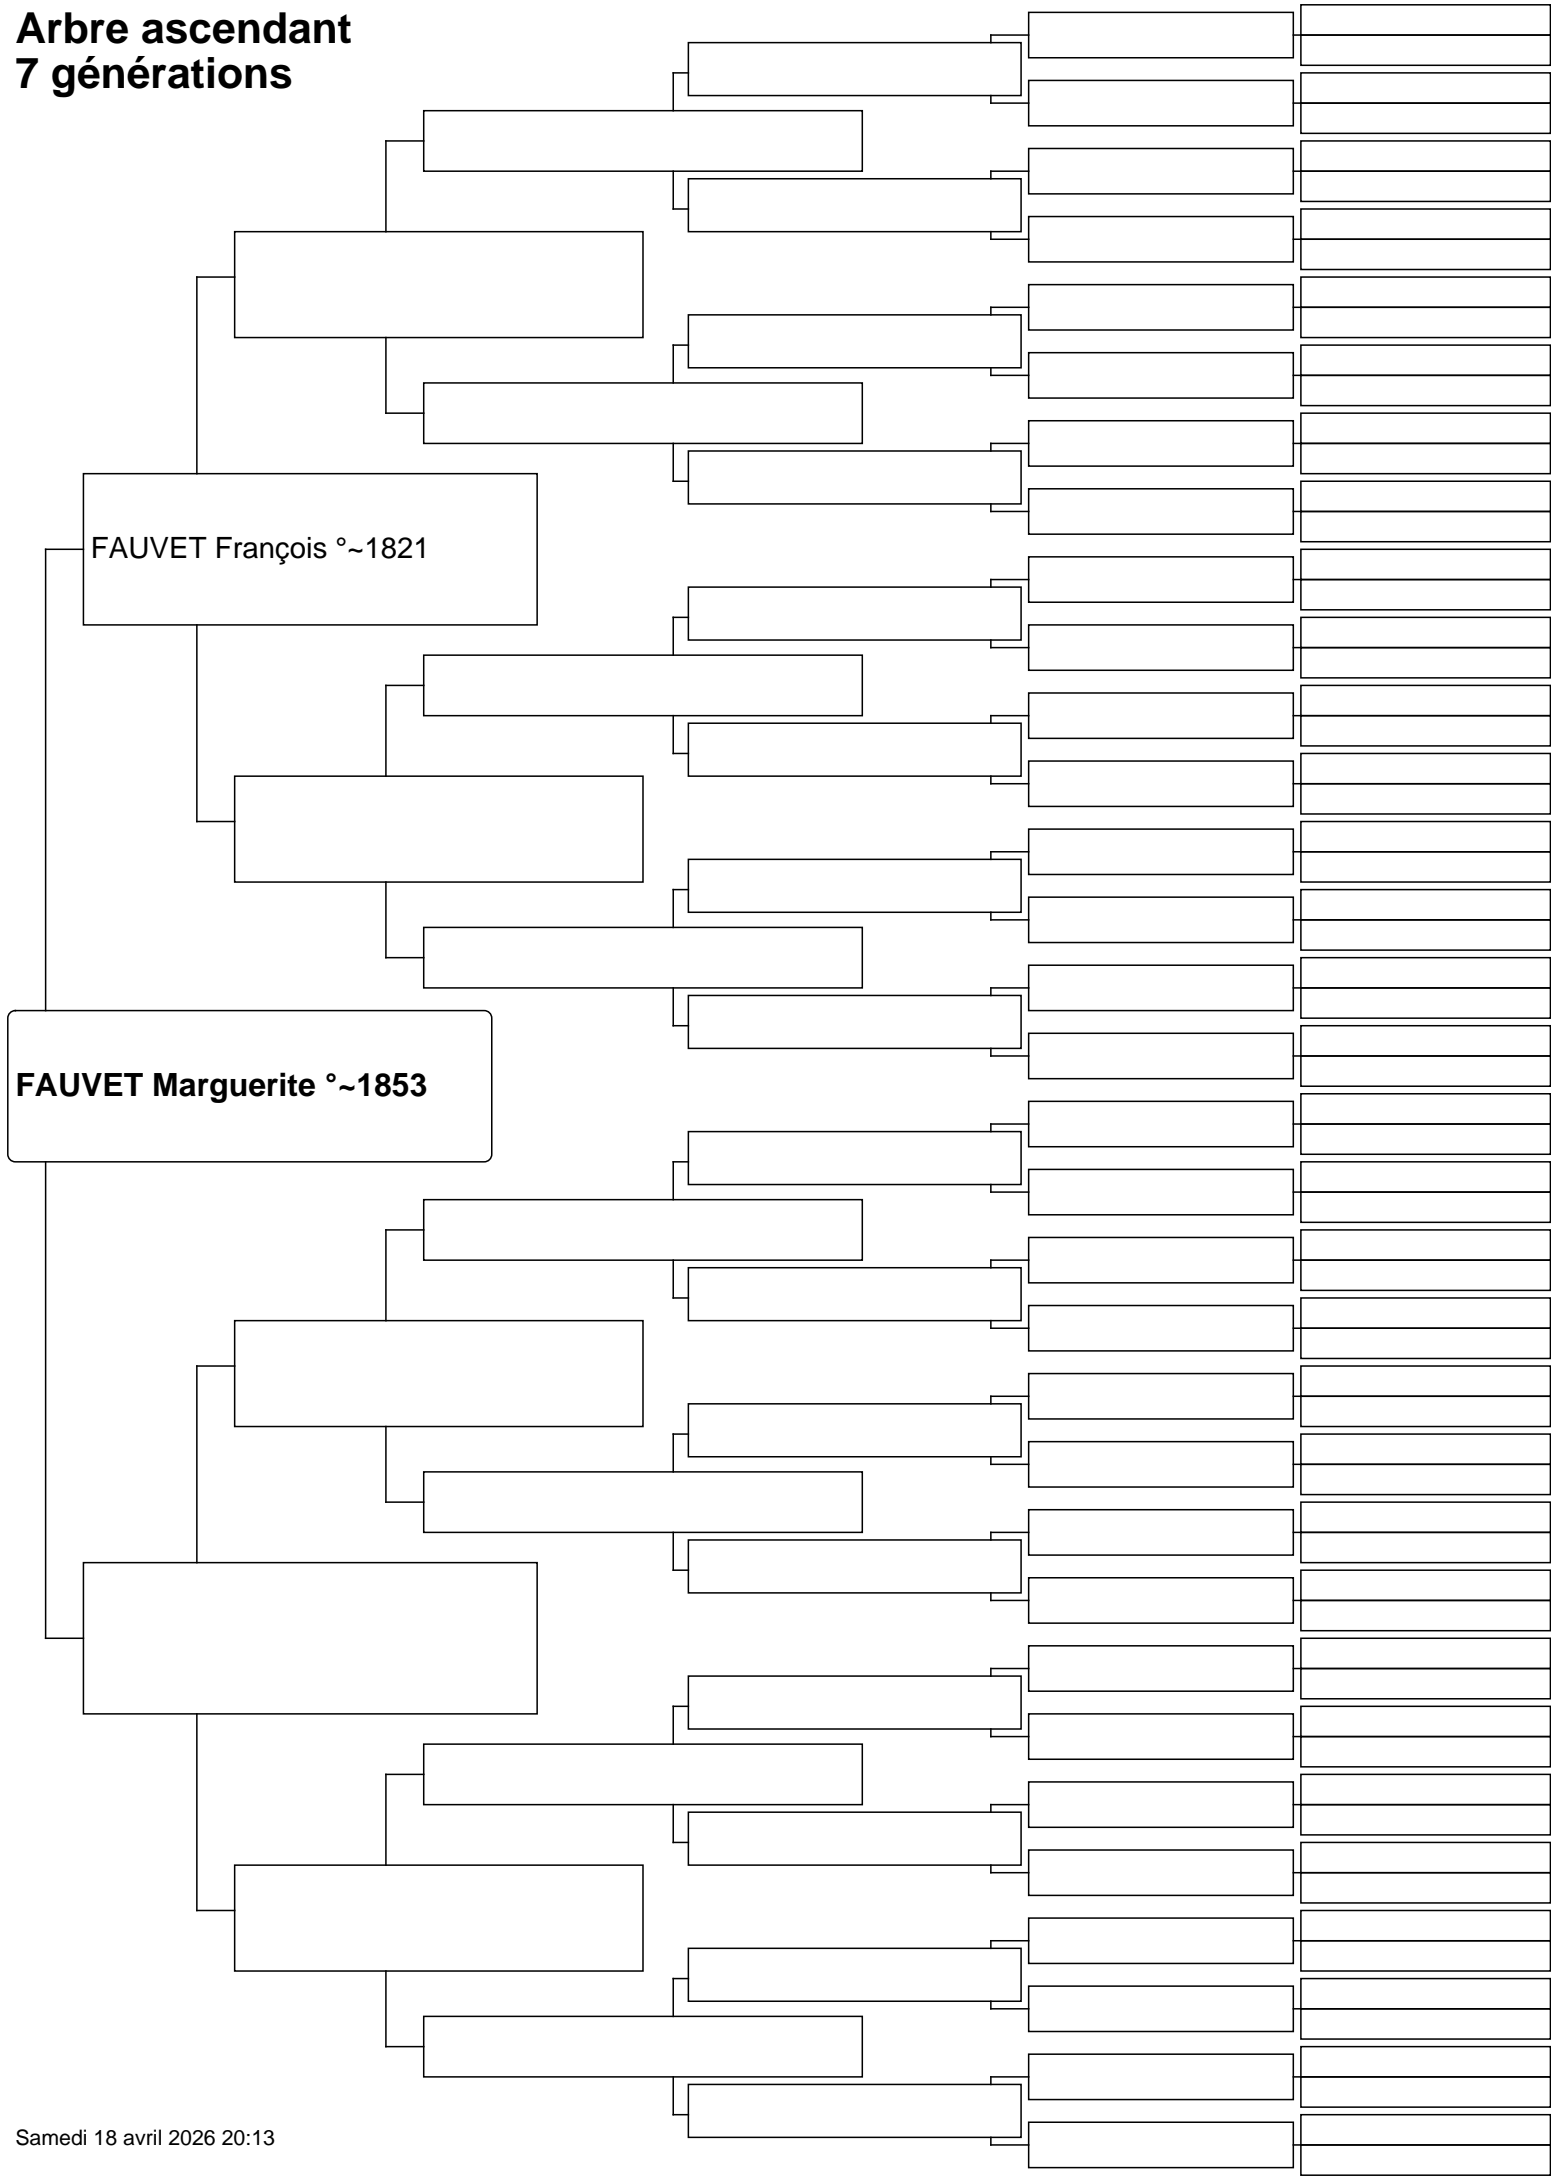 Arbre ascendant
7 générations
FAUVET François °~1821
FAUVET Marguerite °~1853
Samedi 18 avril 2026 20:13